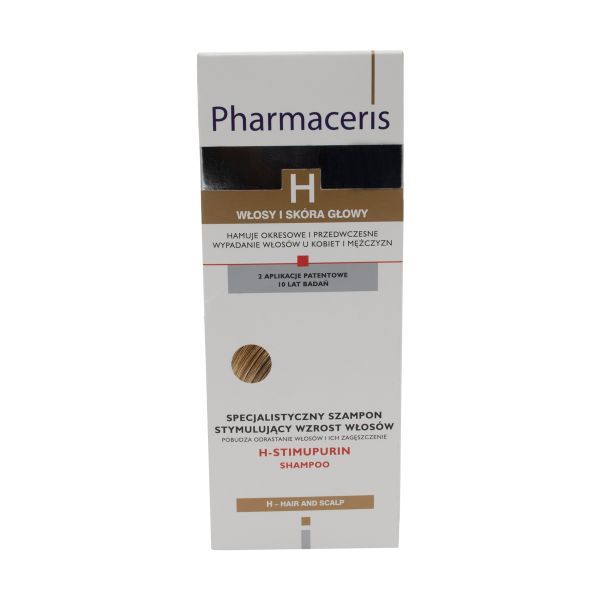 Pharmaceris
H
WŁOSY I SKÓRA GŁOWY
HAMUJE OKRESOWE I PRZEDWCZESNE
WYPADANIE WŁOSÓW U KOBIET I MĘŻCZYZN
2 APLIKACJE PATENTOWE
10 LAT BADAŃ
SPECJALISTYCZNY SZAMPON
STYMULUJĄCY WZROST WŁOSÓW
POBUDZA ODRASTANIE WŁOSÓW I ICH ZAGĘSZCZENIE
H-STIMUPURIN
SHAMPOO
H – HAIR AND SCALP